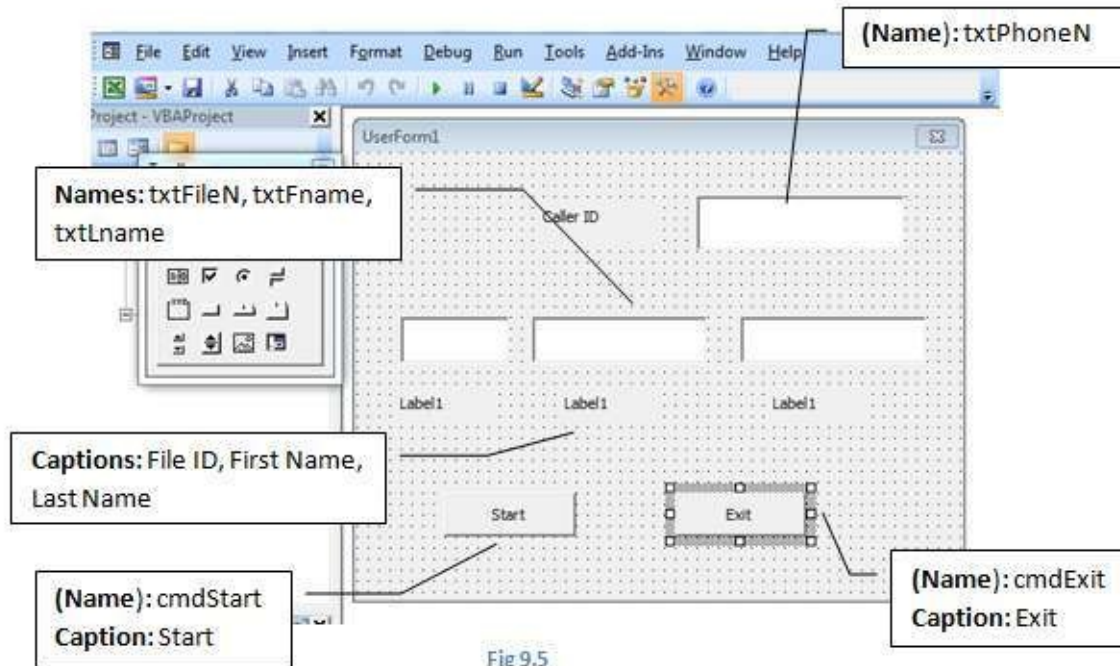 (Name): txtPhoneN
File Edit View Insert Format Debug Run Tools Add-Ins Window Help
Project - VBAProject
UserForm1
Names: txtFileN, txtFname,
txtLname
Caller ID
Label1 Label1 Label1
Captions: File ID, First Name,
Last Name
Start Exit
(Name): cmdStart
Caption: Start
(Name): cmdExit
Caption: Exit
Fig 9.5